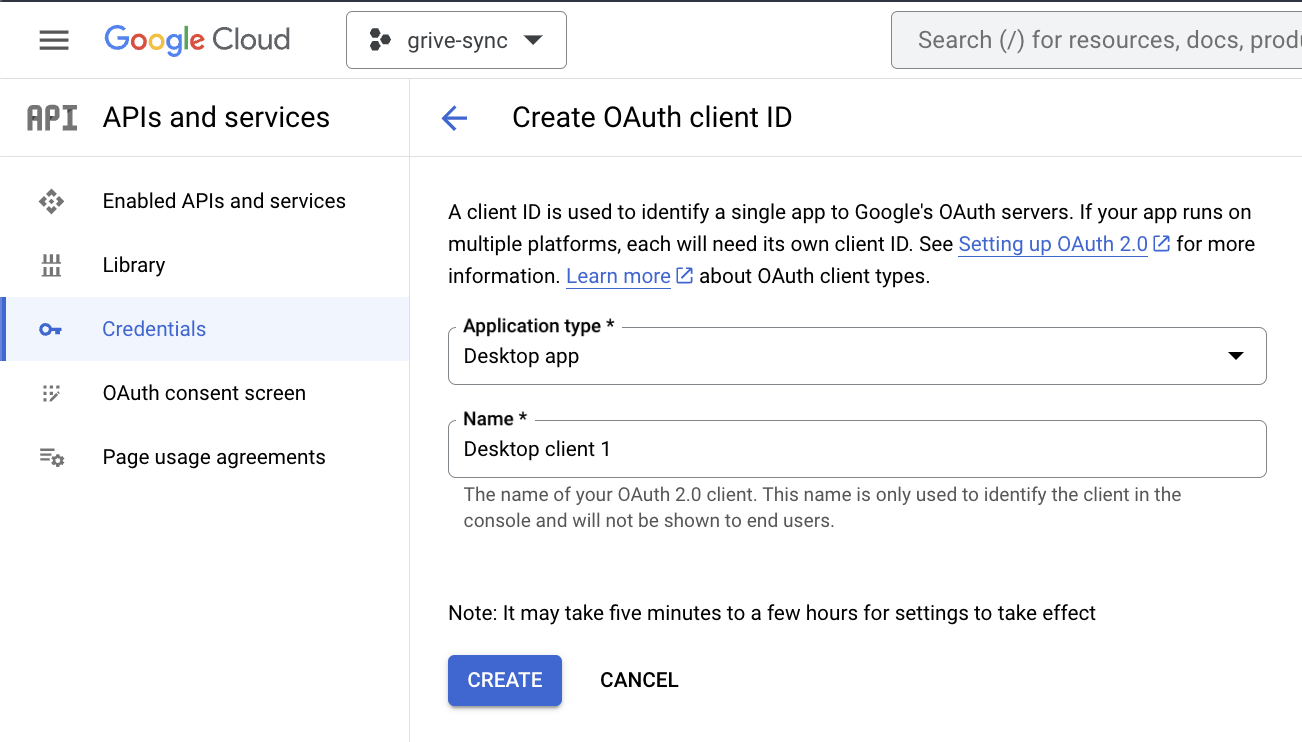 Google Cloud
grive-sync
Search (/) for resources, docs,
API
APIs and services
Create OAuth client ID
Enabled APIs and services
Library
Credentials
OAuth consent screen
Page usage agreements
A client ID is used to identify a single app to Google's OAuth servers. If your app runs on
multiple platforms, each will need its own client ID. See Setting up OAuth 2.0 for more
information. Learn more about OAuth client types.
Application type *
Desktop app
Name *
Desktop client 1
The name of your OAuth 2.0 client. This name is only used to identify the client in the
console and will not be shown to end users.
Note: It may take five minutes to a few hours for settings to take effect
CREATE
CANCEL